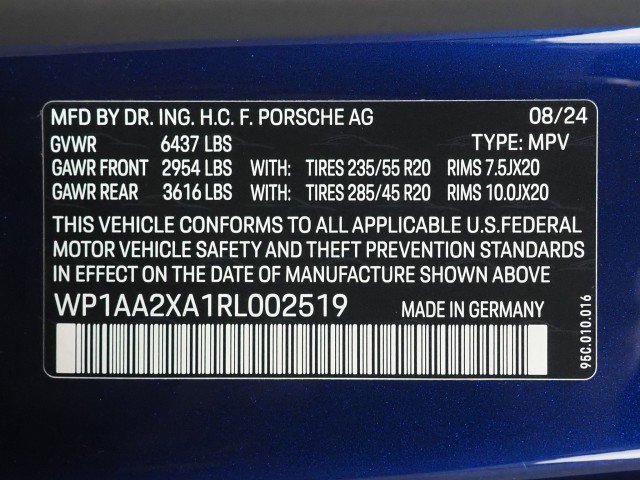 MFD BY DR. ING. H.C. F. PORSCHE AG 08/24
GVWR 6437 LBS TYPE: MPV
GAWR FRONT 2954 LBS WITH: TIRES 235/55 R20 RIMS 7.5JX20
GAWR REAR 3616 LBS WITH: TIRES 285/45 R20 RIMS 10.0JX20
THIS VEHICLE CONFORMS TO ALL APPLICABLE U.S.FEDERAL
MOTOR VEHICLE SAFETY AND THEFT PREVENTION STANDARDS
IN EFFECT ON THE DATE OF MANUFACTURE SHOWN ABOVE
WP1AA2XA1RL002519 MADE IN GERMANY
95C.010.016